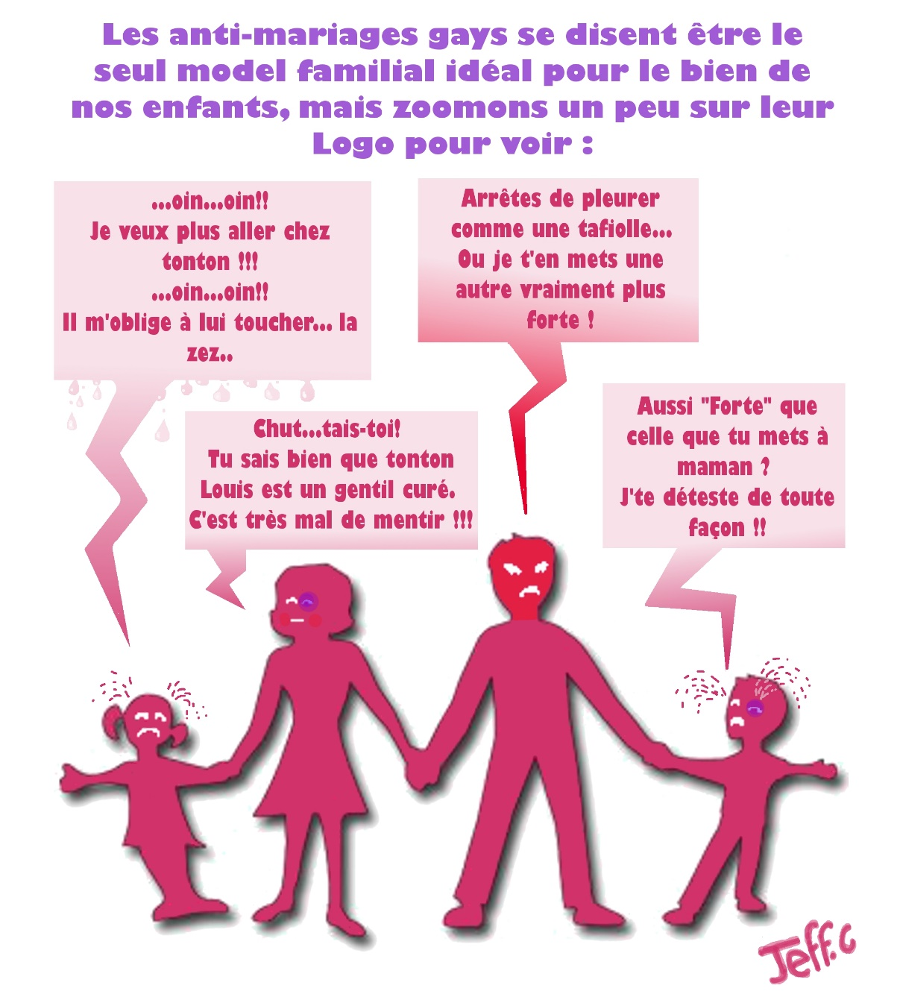 Les anti-mariages gays se disent être le
seul model familial idéal pour le bien de
nos enfants, mais zoomons un peu sur leur
Logo pour voir :
...oin...oin!!
Je veux plus aller chez
tonton !!!
...oin...oin!!
Il m'oblige à lui toucher... la
zez..
Arrêtes de pleurer
comme une tafiolle...
Ou je t'en mets une
autre vraiment plus
forte !
Chut...tais-toi!
Tu sais bien que tonton
Louis est un gentil curé.
C'est très mal de mentir !!!
Aussi "Forte" que
celle que tu mets à
maman ?
J'te déteste de toute
façon !!
Jeff.C